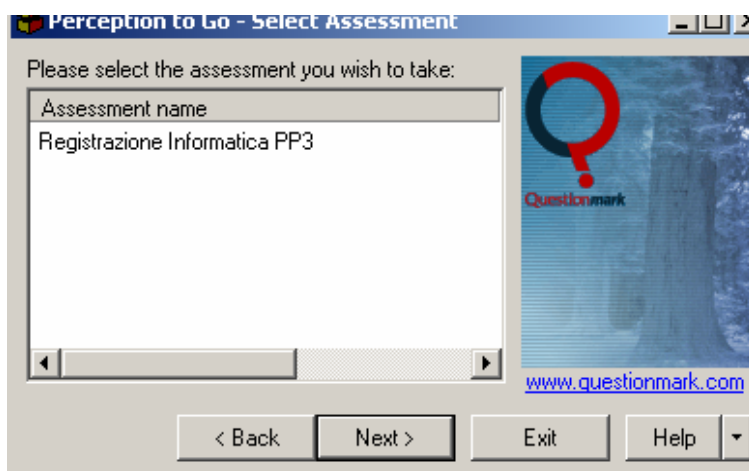 Perception to Go - Select Assessment
Please select the assessment you wish to take:
Assessment name
Registrazione Informatica PP3
Questionmark
www.questionmark.com
< Back Next > Exit Help